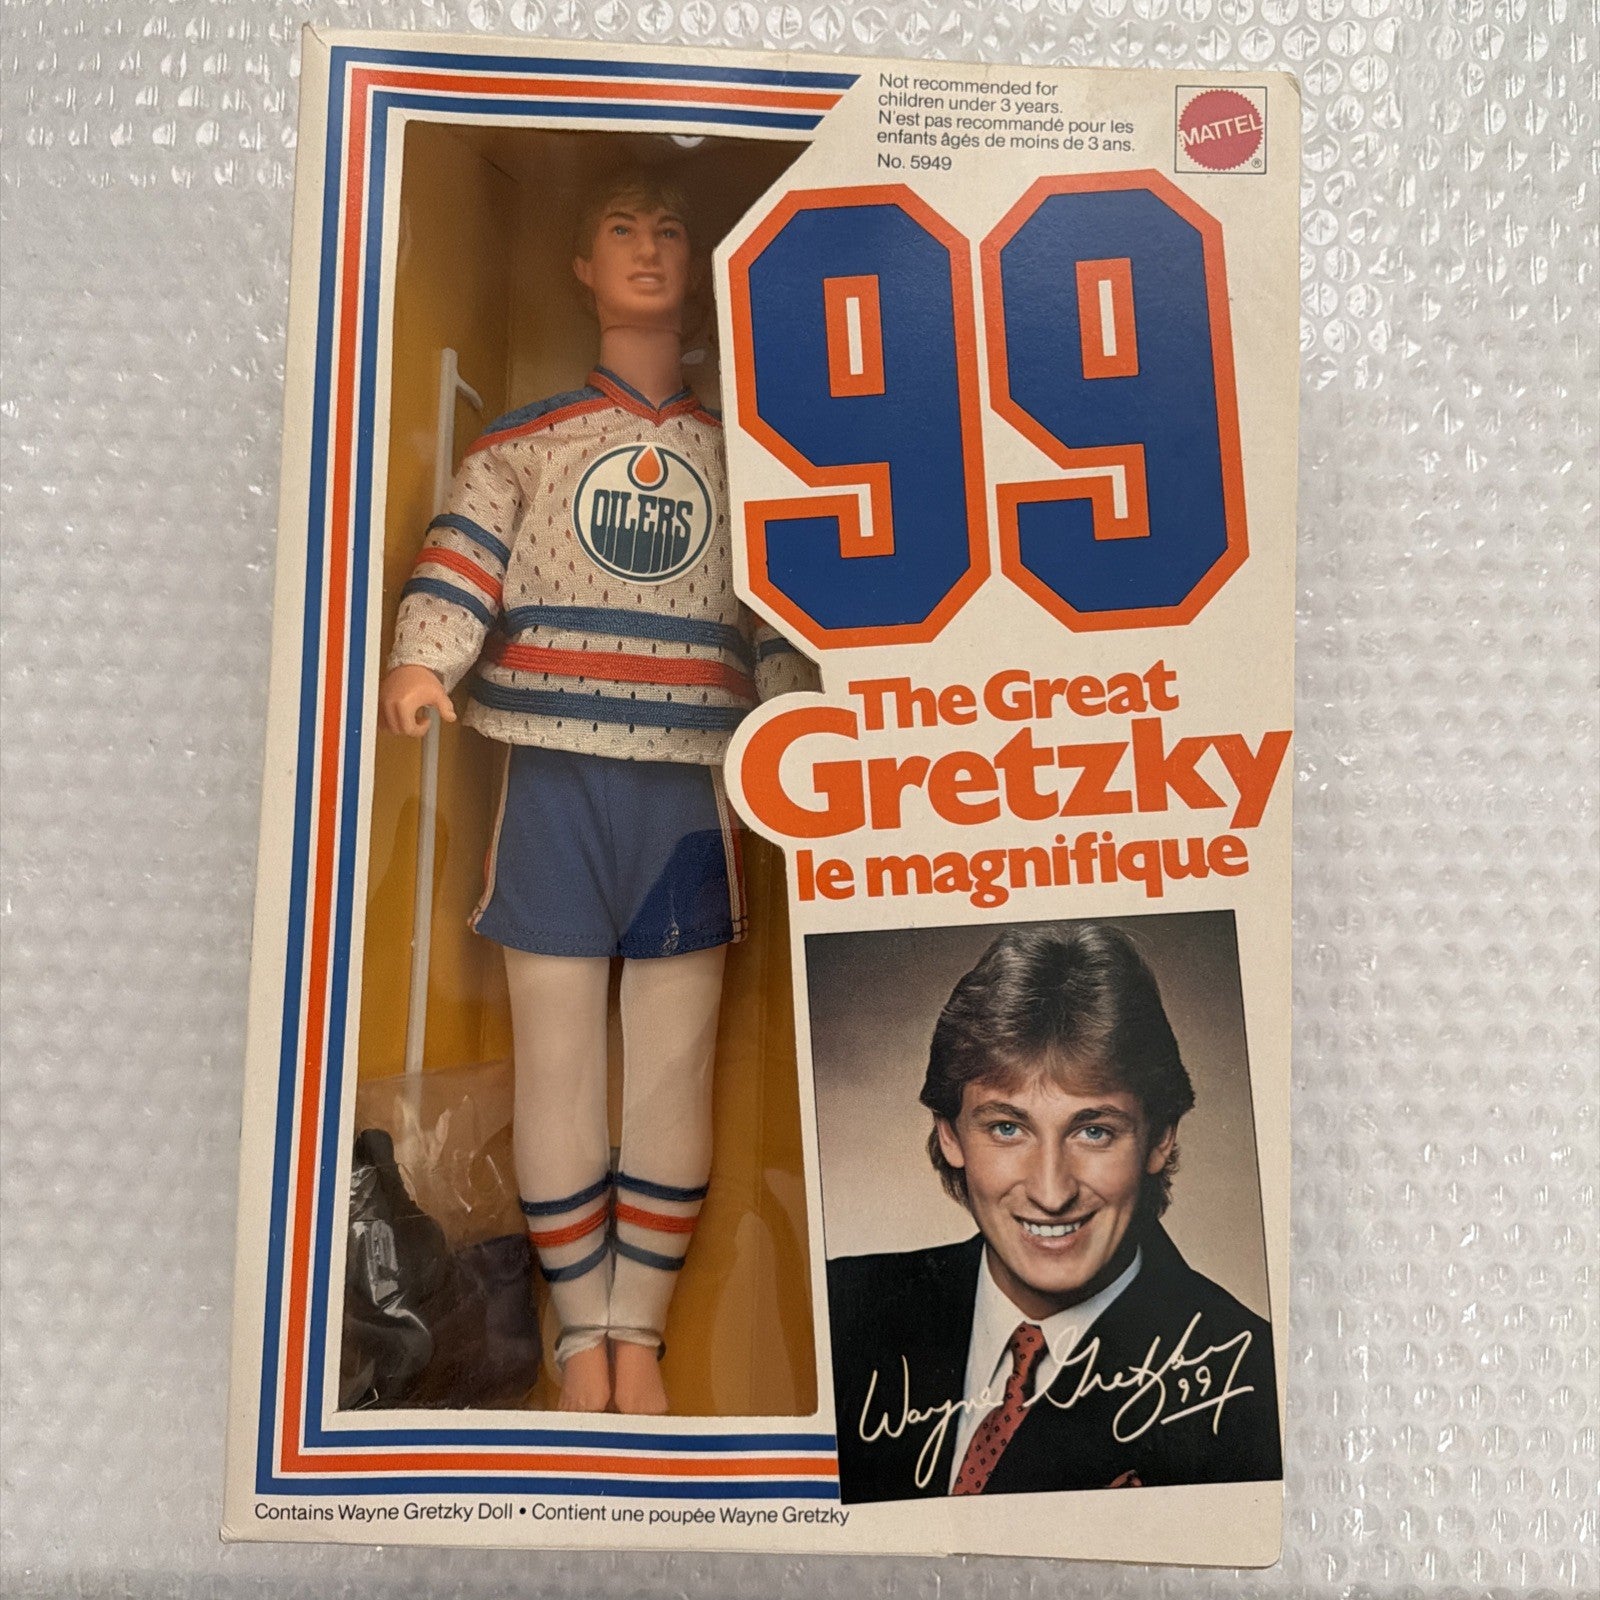 Not recommended for
children under 3 years.
N'est pas recommandé pour les
enfants âgés de moins de 3 ans.
No. 5949
MATTEL
®
99
OILERS
The Great
Gretzky
le magnifique
Wayne Gretzky
99
Contains Wayne Gretzky Doll • Contient une poupée Wayne Gretzky